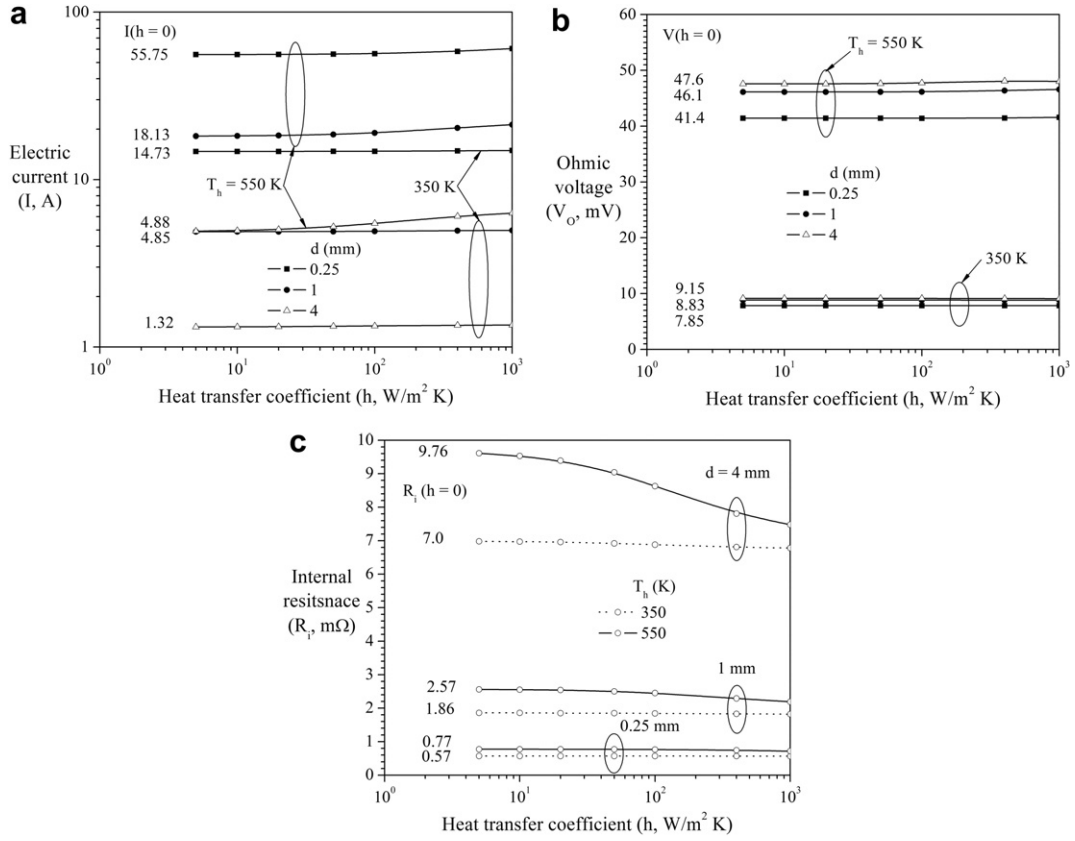 a
I(h = 0)
100
55.75
T_h = 550 K
18.13
14.73
Electric
current
(I, A)
10
T_h = 550 K
350 K
4.88
4.85
d (mm)
0.25
1
4
1.32
1
10^0
10^1
10^2
10^3
Heat transfer coefficient (h, W/m^2 K)
b
60
V(h = 0)
T_h = 550 K
50
47.6
46.1
41.4
40
Ohmic
voltage
(V_O, mV)
30
d (mm)
0.25
1
4
20
350 K
10
9.15
8.83
7.85
0
10^0
10^1
10^2
10^3
Heat transfer coefficient (h, W/m^2 K)
c
10
9.76
9
d = 4 mm
R_i (h = 0)
8
7
7.0
6
Internal
resitsnace
(R_i, mΩ)
5
T_h (K)
350
550
4
3
1 mm
2.57
2
1.86
0.25 mm
1
0.77
0.57
0
10^0
10^1
10^2
10^3
Heat transfer coefficient (h, W/m^2 K)